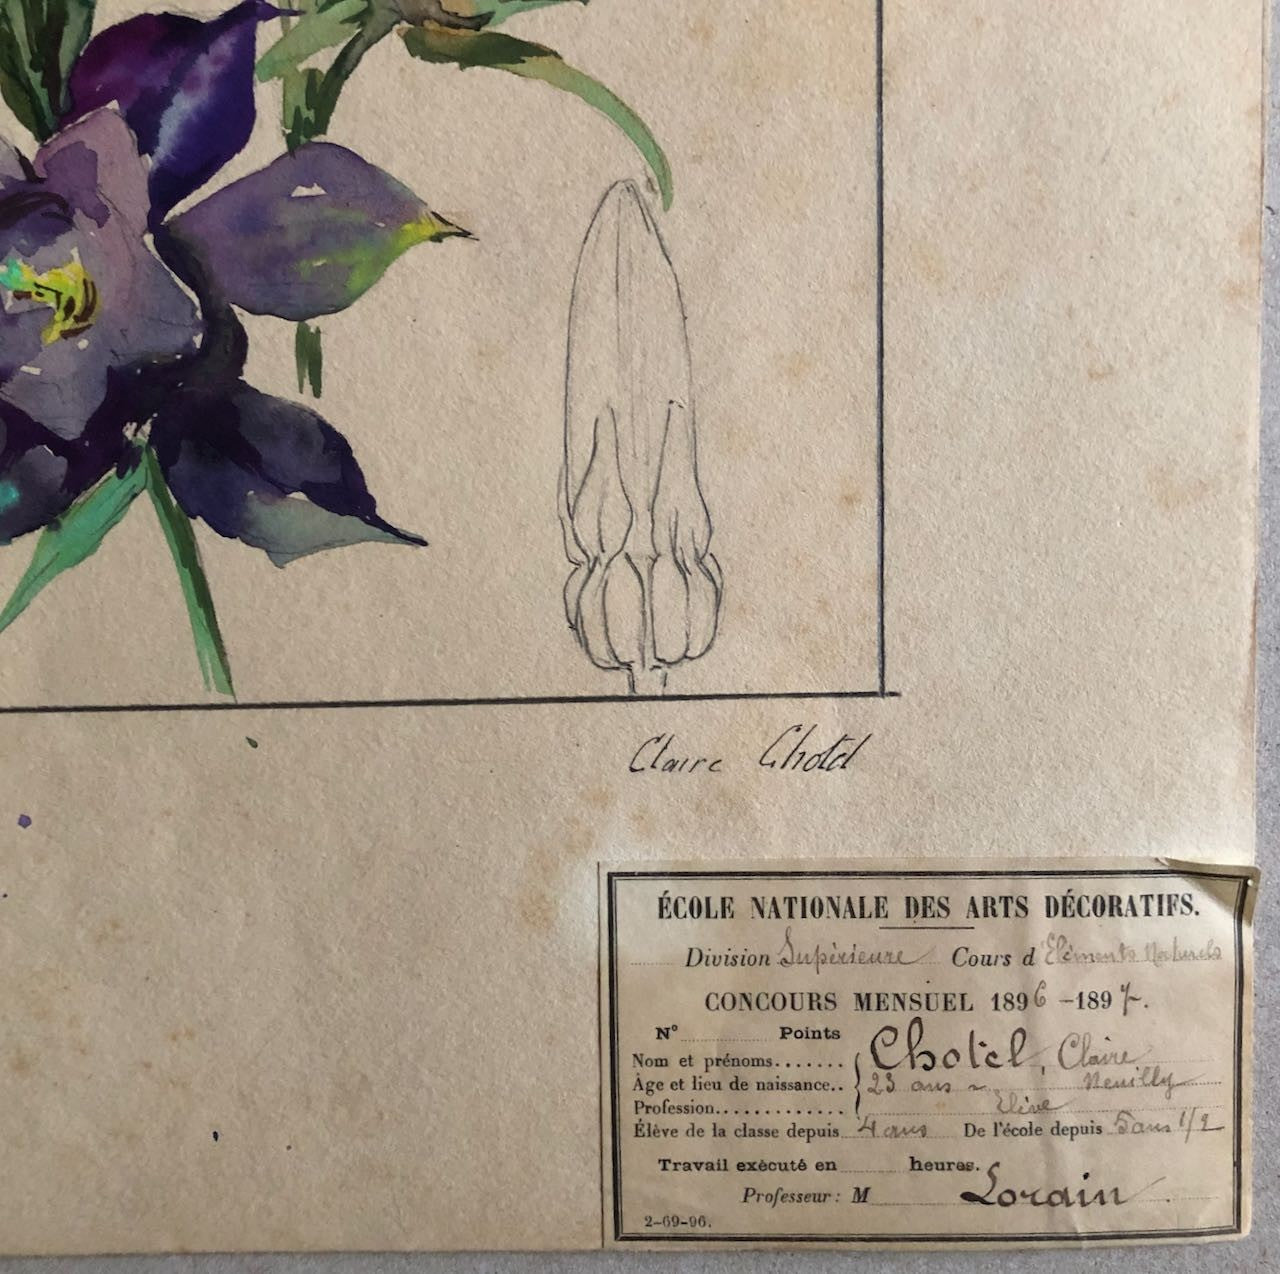 Claire Chotel
ÉCOLE NATIONALE DES ARTS DÉCORATIFS.
Division Supérieure Cours d'Eléments Naturels
CONCOURS MENSUEL 1896-1897.
N° Points
Nom et prénoms....... Chotel, Claire
Âge et lieu de naissance.. 23 ans ~ Neuilly
Profession............. Elève
Élève de la classe depuis 4 ans De l'école depuis 5 ans 1/2
Travail exécuté en heures.
Professeur: M Lorain
2-69-96.